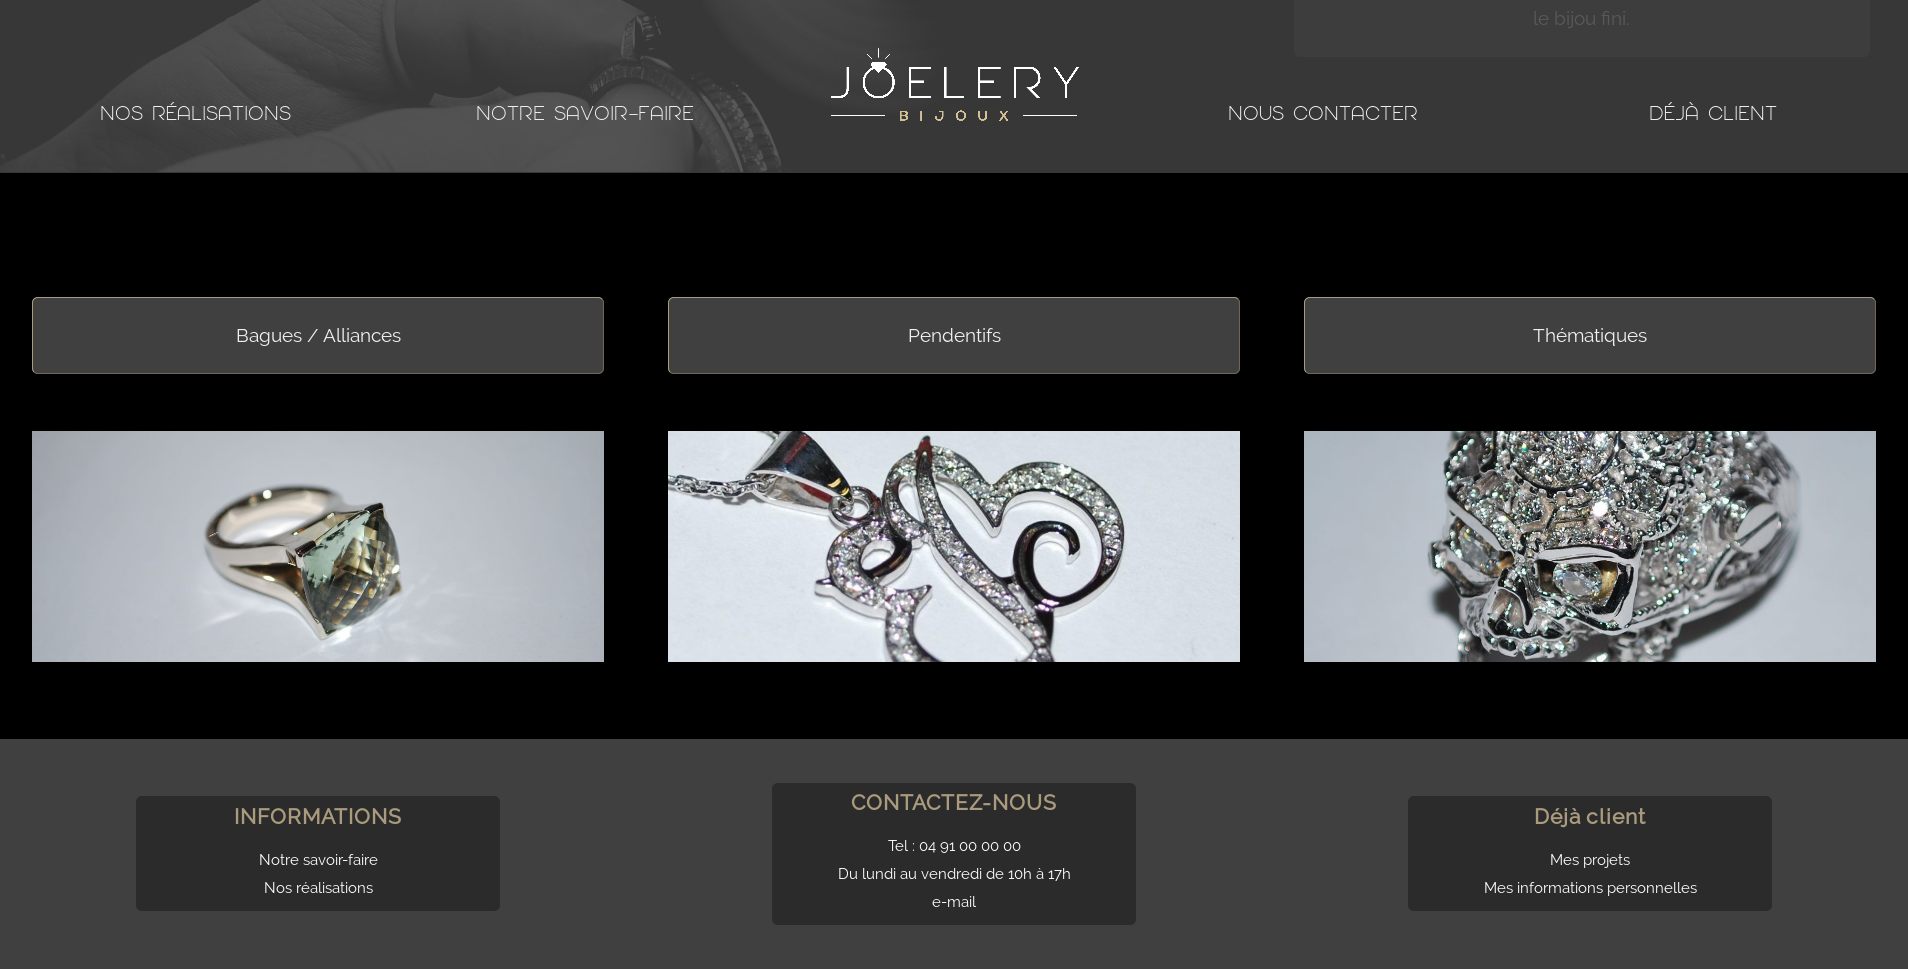 le bijou fini.
NOS RÉALISATIONS
NOTRE SAVOIR-FAIRE
JOELERY
BIJOUX
NOUS CONTACTER
DÉJÀ CLIENT
Bagues / Alliances
Pendentifs
Thématiques
INFORMATIONS
Notre savoir-faire
Nos réalisations
CONTACTEZ-NOUS
Tel : 04 91 00 00 00
Du lundi au vendredi de 10h à 17h
e-mail
Déjà client
Mes projets
Mes informations personnelles